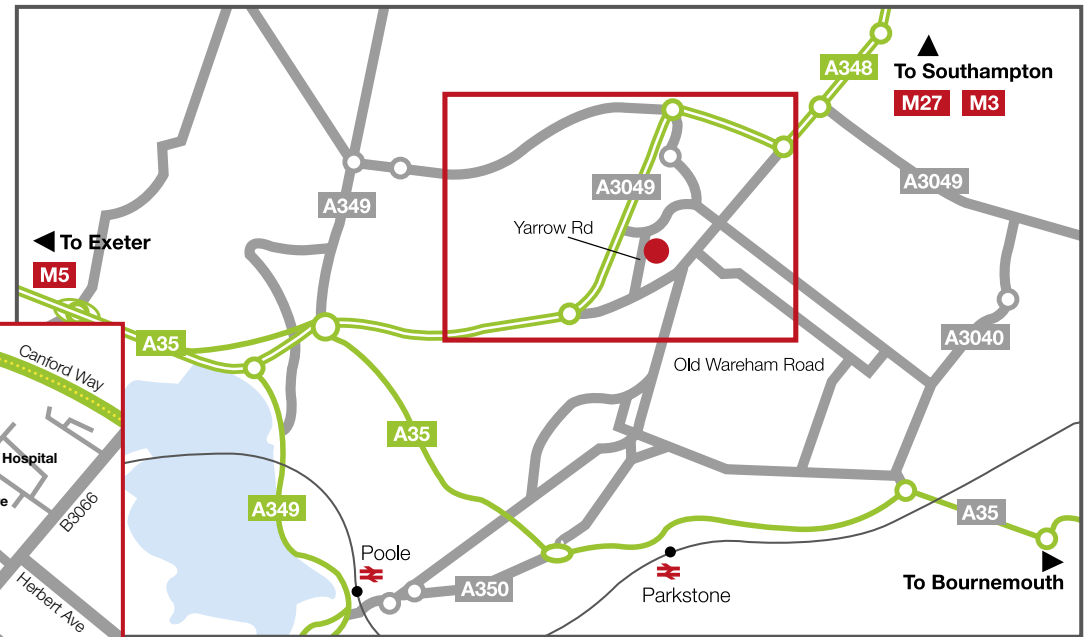 A348
To Southampton
M27 M3
A3049
A3049
A349
Yarrow Rd
To Exeter
M5
A35
A3040
Old Wareham Road
Canford Way
A35
Hospital
B3066
A349
A35
Poole
Herbert Ave
A350
Parkstone
To Bournemouth